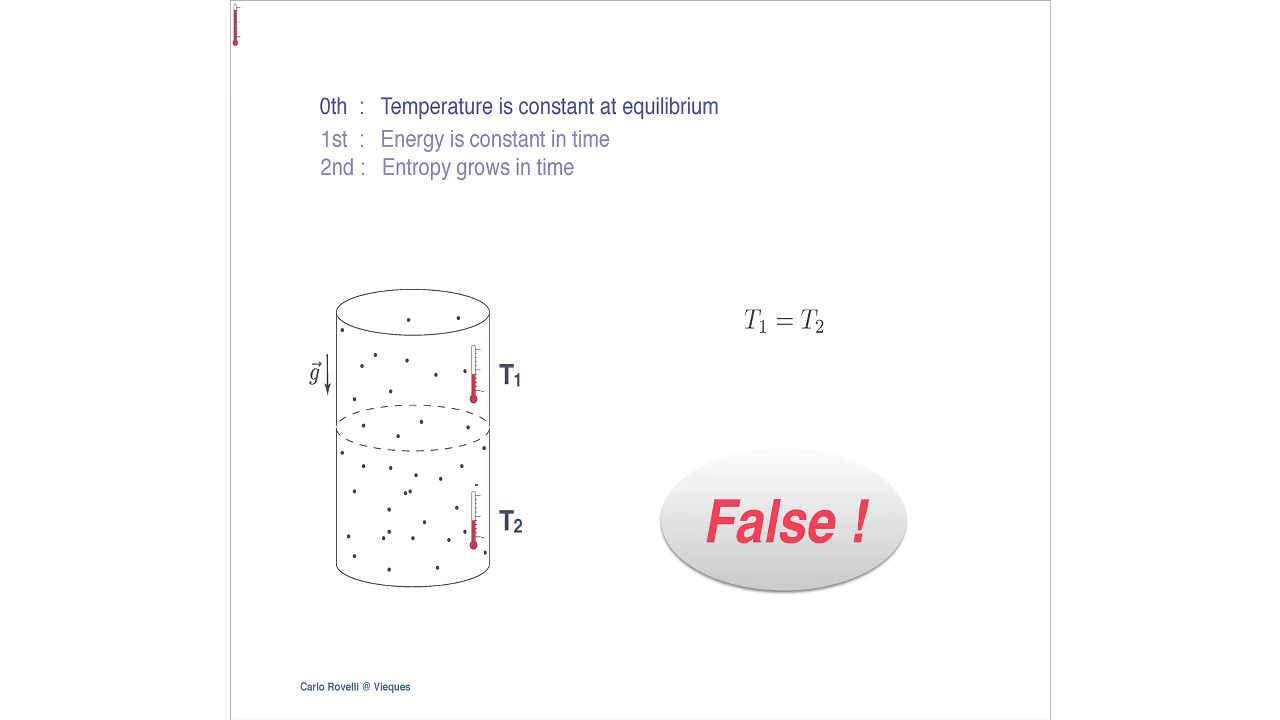 0th : Temperature is constant at equilibrium
1st : Energy is constant in time
2nd : Entropy grows in time
g⃗
T₁
T₁ = T₂
T₂
False !
Carlo Rovelli @ Vieques